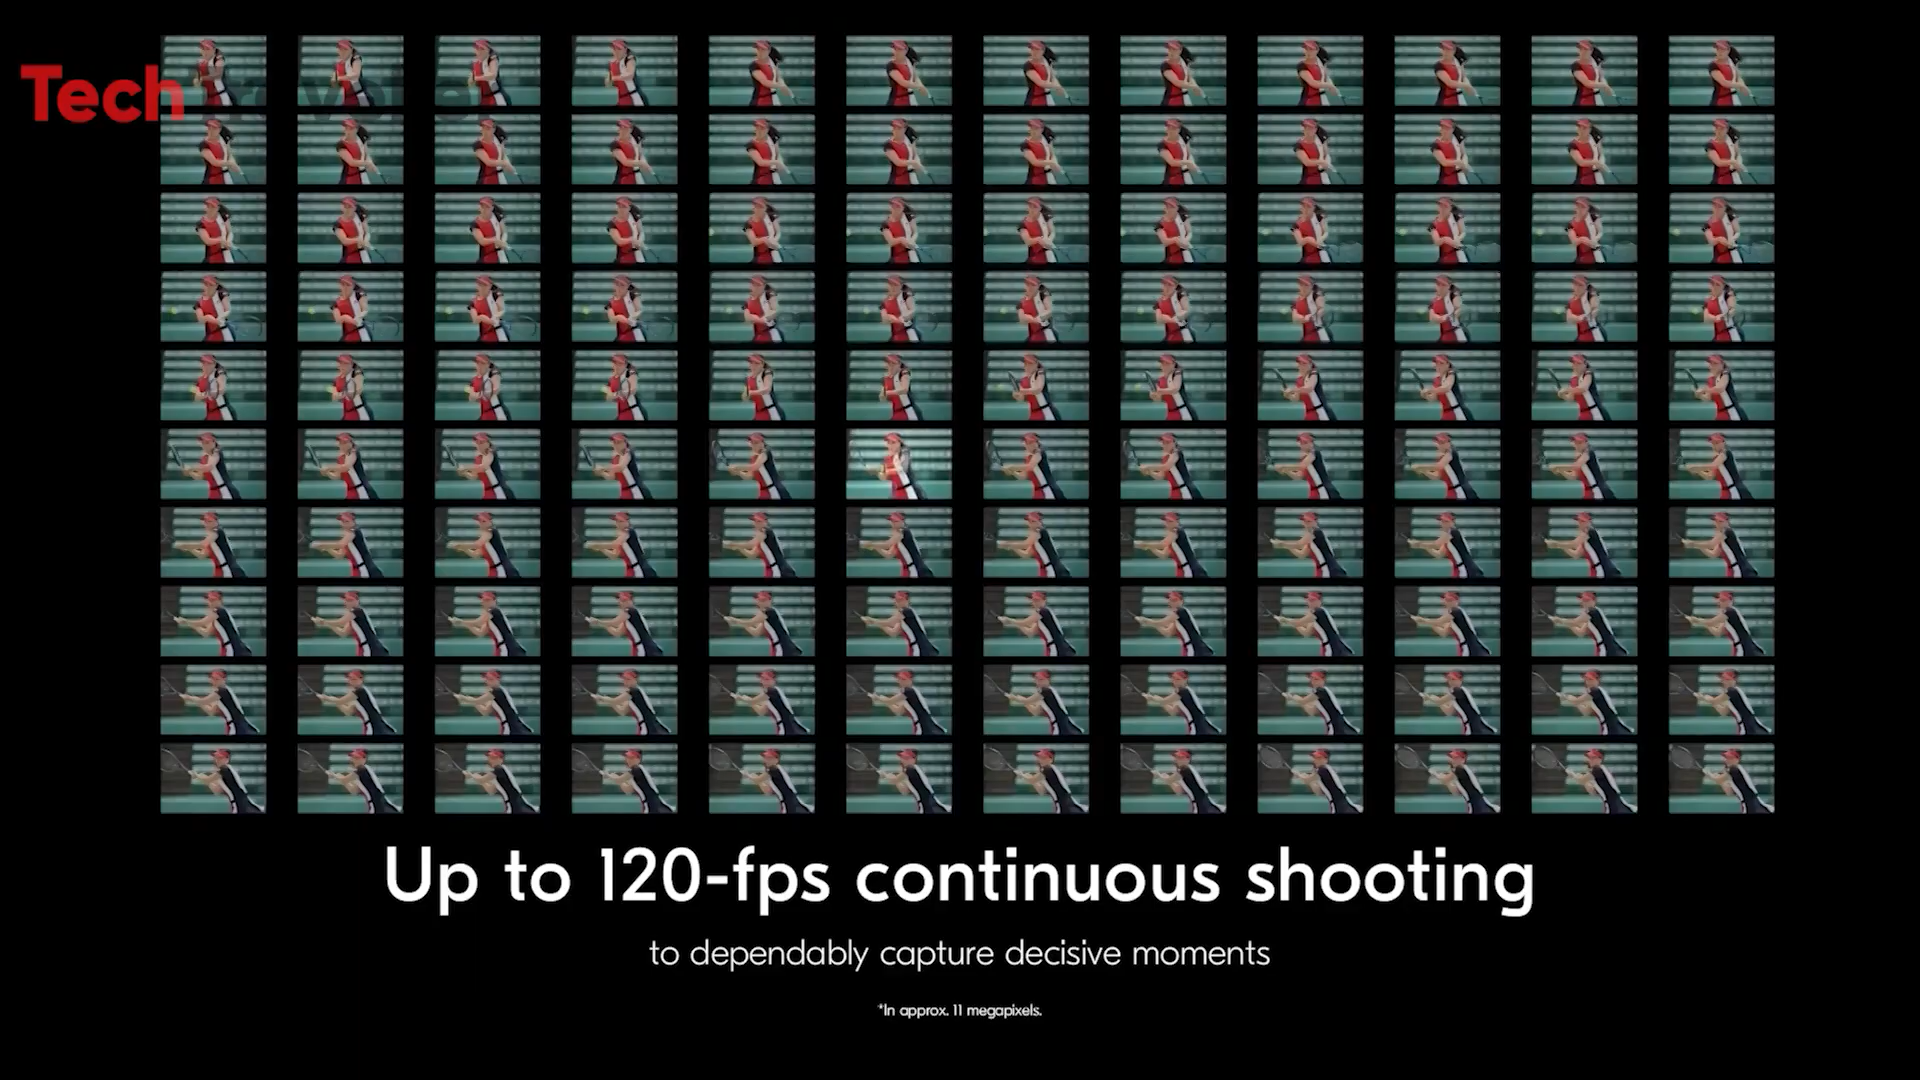 Tech
Up to 120-fps continuous shooting
to dependably capture decisive moments
*In approx. 11 megapixels.